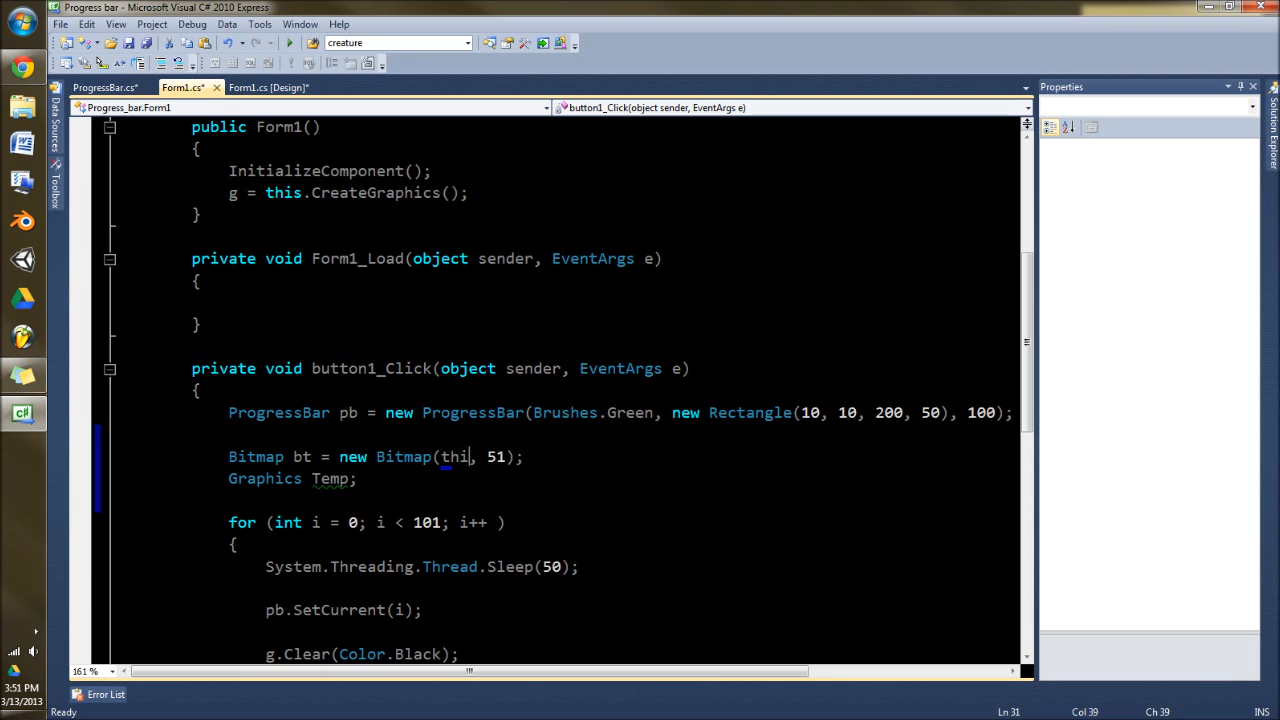 Progress bar - Microsoft Visual C# 2010 Express
File Edit View Project Debug Data Tools Window Help
creature
ProgressBar.cs* Form1.cs* Form1.cs [Design]*
Properties
Progress_bar.Form1 button1_Click(object sender, EventArgs e)
Data Sources
Toolbox
Solution Explorer
public Form1()
{
InitializeComponent();
g = this.CreateGraphics();
}
private void Form1_Load(object sender, EventArgs e)
{
}
private void button1_Click(object sender, EventArgs e)
{
ProgressBar pb = new ProgressBar(Brushes.Green, new Rectangle(10, 10, 200, 50), 100);
Bitmap bt = new Bitmap(thi, 51);
Graphics Temp;
for (int i = 0; i < 101; i++ )
{
System.Threading.Thread.Sleep(50);
pb.SetCurrent(i);
g.Clear(Color.Black);
161 %
Error List
Ready Ln 31 Col 39 Ch 39 INS
3:51 PM
3/13/2013